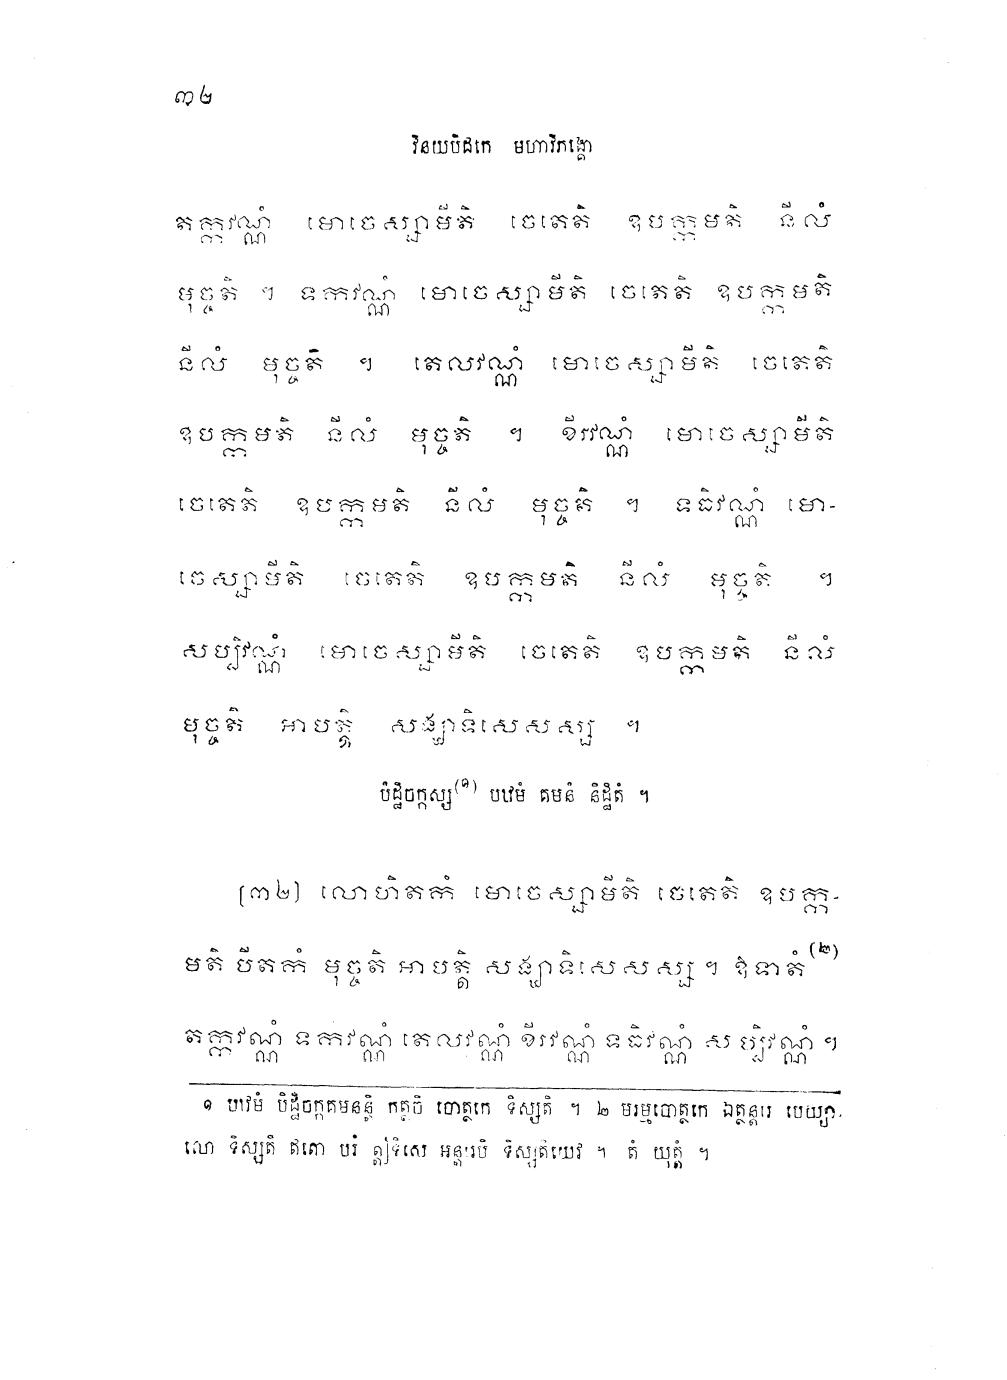 ៣២
វិនយបិដកេ មហាវិភង្គោ
តក្កវណ្ណំ មោចេស្សាមីតិ ចេតេតិ ឧបក្កមតិ នីលំ
មុច្ចតិ ។ ទកវណ្ណំ មោចេស្សាមីតិ ចេតេតិ ឧបក្កមតិ
នីលំ មុច្ចតិ ។ តេលវណ្ណំ មោចេស្សាមីតិ ចេតេតិ
ឧបក្កមតិ នីលំ មុច្ចតិ ។ ខីរវណ្ណំ មោចេស្សាមីតិ
ចេតេតិ ឧបក្កមតិ នីលំ មុច្ចតិ ។ ទធិវណ្ណំ មោ-
ចេស្សាមីតិ ចេតេតិ ឧបក្កមតិ នីលំ មុច្ចតិ ។
សប្បិវណ្ណំ មោចេស្សាមីតិ ចេតេតិ ឧបក្កមតិ នីលំ
មុច្ចតិ អាបត្តិ សង្ឃាទិសេសស្ស ។
បិដ្ឋិចក្កស្ស(១) បឋមំ គមនំ និដ្ឋិតំ ។
[៣២] លោហិតកំ មោចេស្សាមីតិ ចេតេតិ ឧបក្ក-
មតិ បីតកំ មុច្ចតិ អាបត្តិ សង្ឃាទិសេសស្ស ។ ឱទាតំ(២)
តក្កវណ្ណំ ទកវណ្ណំ តេលវណ្ណំ ខីរវណ្ណំ ទធិវណ្ណំ សប្បិវណ្ណំ ។
១ បឋមំ បិដ្ឋិចក្កគមនន្តិ កត្ថចិ បោត្ថកេ ទិស្សតិ ។ ២ មរម្មបោត្ថកេ ឯត្ថន្តរេ បេយ្យា-
លោ ទិស្សតិ ឥតោ បរំ ឦទិសេ អន្តរេបិ ទិស្សតិយេវ ។ តំ យុត្តំ ។